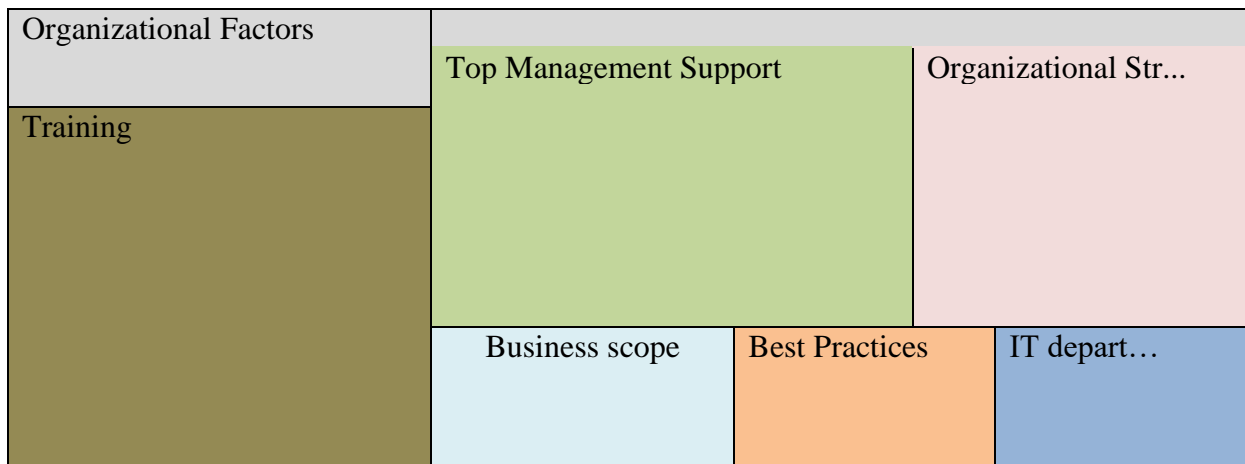 Organizational Factors
Top Management Support
Organizational Str...
Training
Business scope
Best Practices
IT depart…